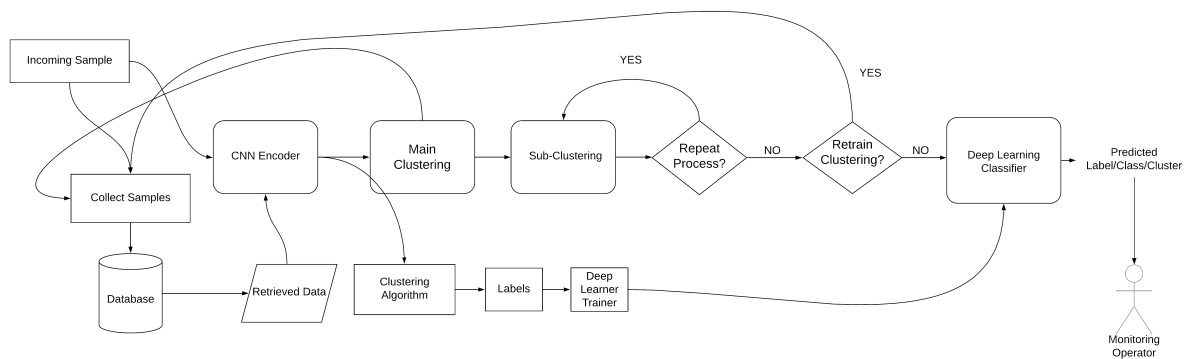 YES
YES
Incoming Sample
CNN Encoder
Main
Clustering
Sub-Clustering
Repeat
Process?
NO
Retrain
Clustering?
NO
Deep Learning
Classifier
Predicted
Label/Class/Cluster
Collect Samples
Database
Retrieved Data
Clustering
Algorithm
Labels
Deep
Learner
Trainer
Monitoring
Operator